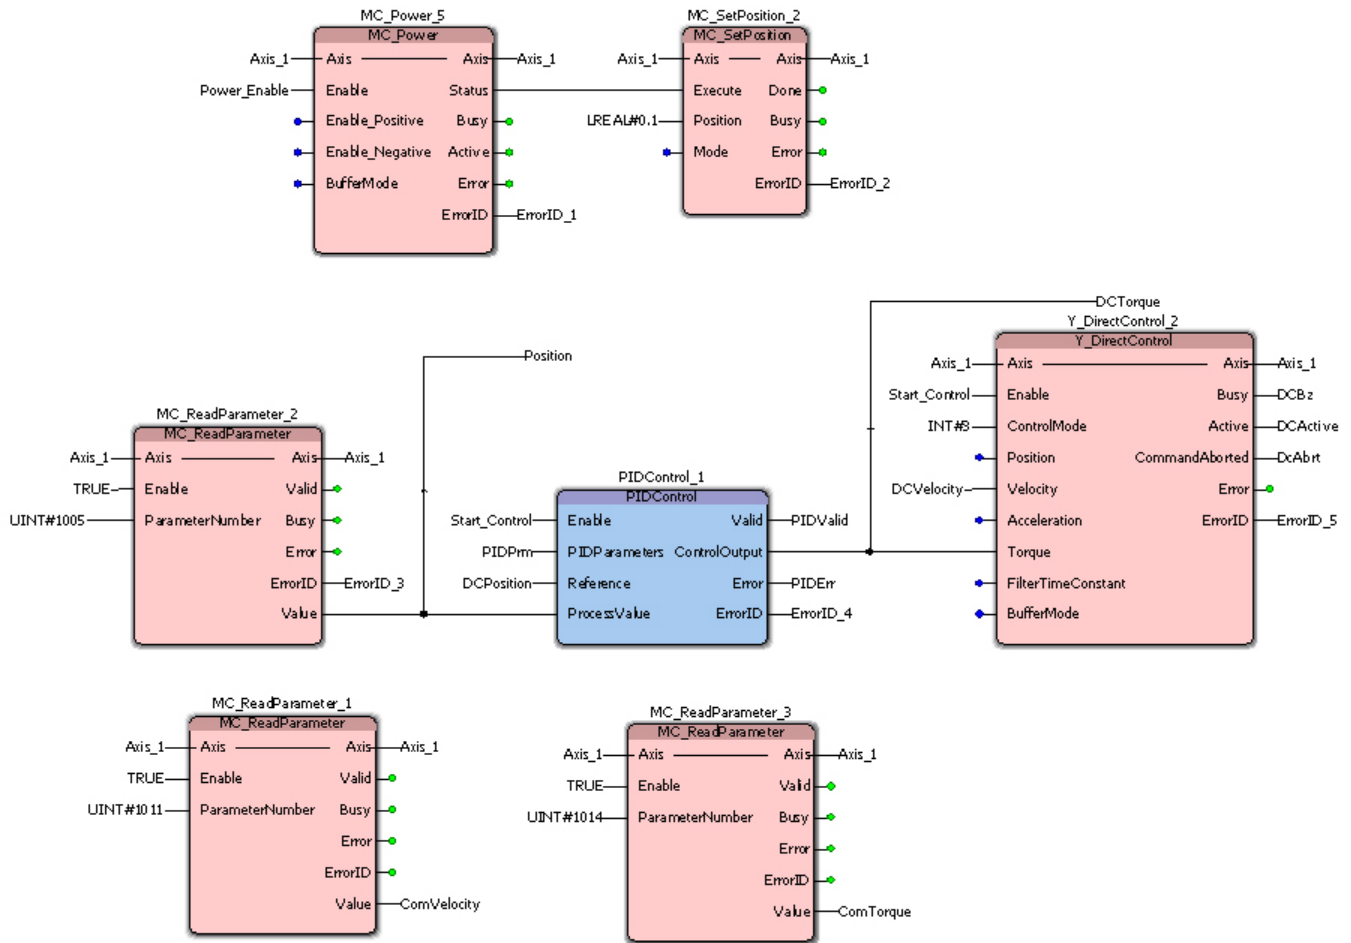 MC_Power_5
MC_Power
Axis_1 Axis Axis Axis_1
Power_Enable Enable Status
Enable_Positive Busy
Enable_Negative Active
BufferMode Error
ErrorID ErrorID_1
MC_SetPosition_2
MC_SetPosition
Axis_1 Axis Axis Axis_1
Execute Done
LREAL#0.1 Position Busy
Mode Error
ErrorID ErrorID_2
Position
MC_ReadParameter_2
MC_ReadParameter
Axis_1 Axis Axis Axis_1
TRUE Enable Valid
UINT#1005 ParameterNumber Busy
Error
ErrorID ErrorID_3
Value
PIDControl_1
PIDControl
Start_Control Enable Valid PIDValid
PIDPrm PIDParameters ControlOutput
DCPosition Reference Error PIDErr
ProcessValue ErrorID ErrorID_4
DCTorque
Y_DirectControl_2
Y_DirectControl
Axis_1 Axis Axis Axis_1
Start_Control Enable Busy DCBz
INT#3 ControlMode Active DCActive
Position CommandAborted DcAbrt
DCVelocity Velocity Error
Acceleration ErrorID ErrorID_5
Torque
FilterTimeConstant
BufferMode
MC_ReadParameter_1
MC_ReadParameter
Axis_1 Axis Axis Axis_1
TRUE Enable Valid
UINT#1011 ParameterNumber Busy
Error
ErrorID
Value ComVelocity
MC_ReadParameter_3
MC_ReadParameter
Axis_1 Axis Axis Axis_1
TRUE Enable Valid
UINT#1014 ParameterNumber Busy
Error
ErrorID
Value ComTorque